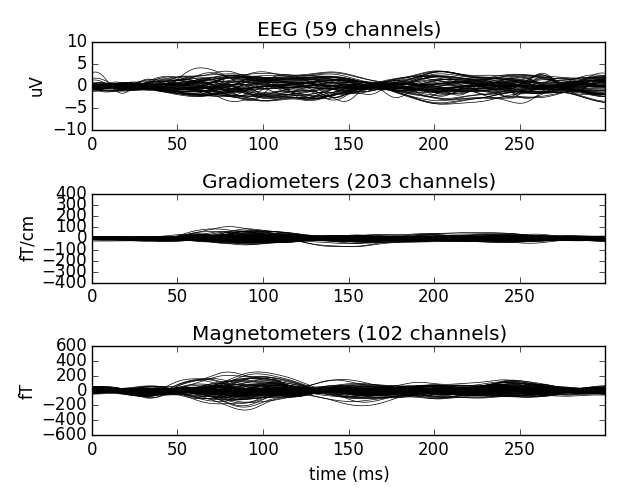 EEG (59 channels)
10
5
0
−5
−10
uV
0 50 100 150 200 250
Gradiometers (203 channels)
400
300
200
100
0
−100
−200
−300
−400
fT/cm
0 50 100 150 200 250
Magnetometers (102 channels)
600
400
200
0
−200
−400
−600
fT
0 50 100 150 200 250
time (ms)